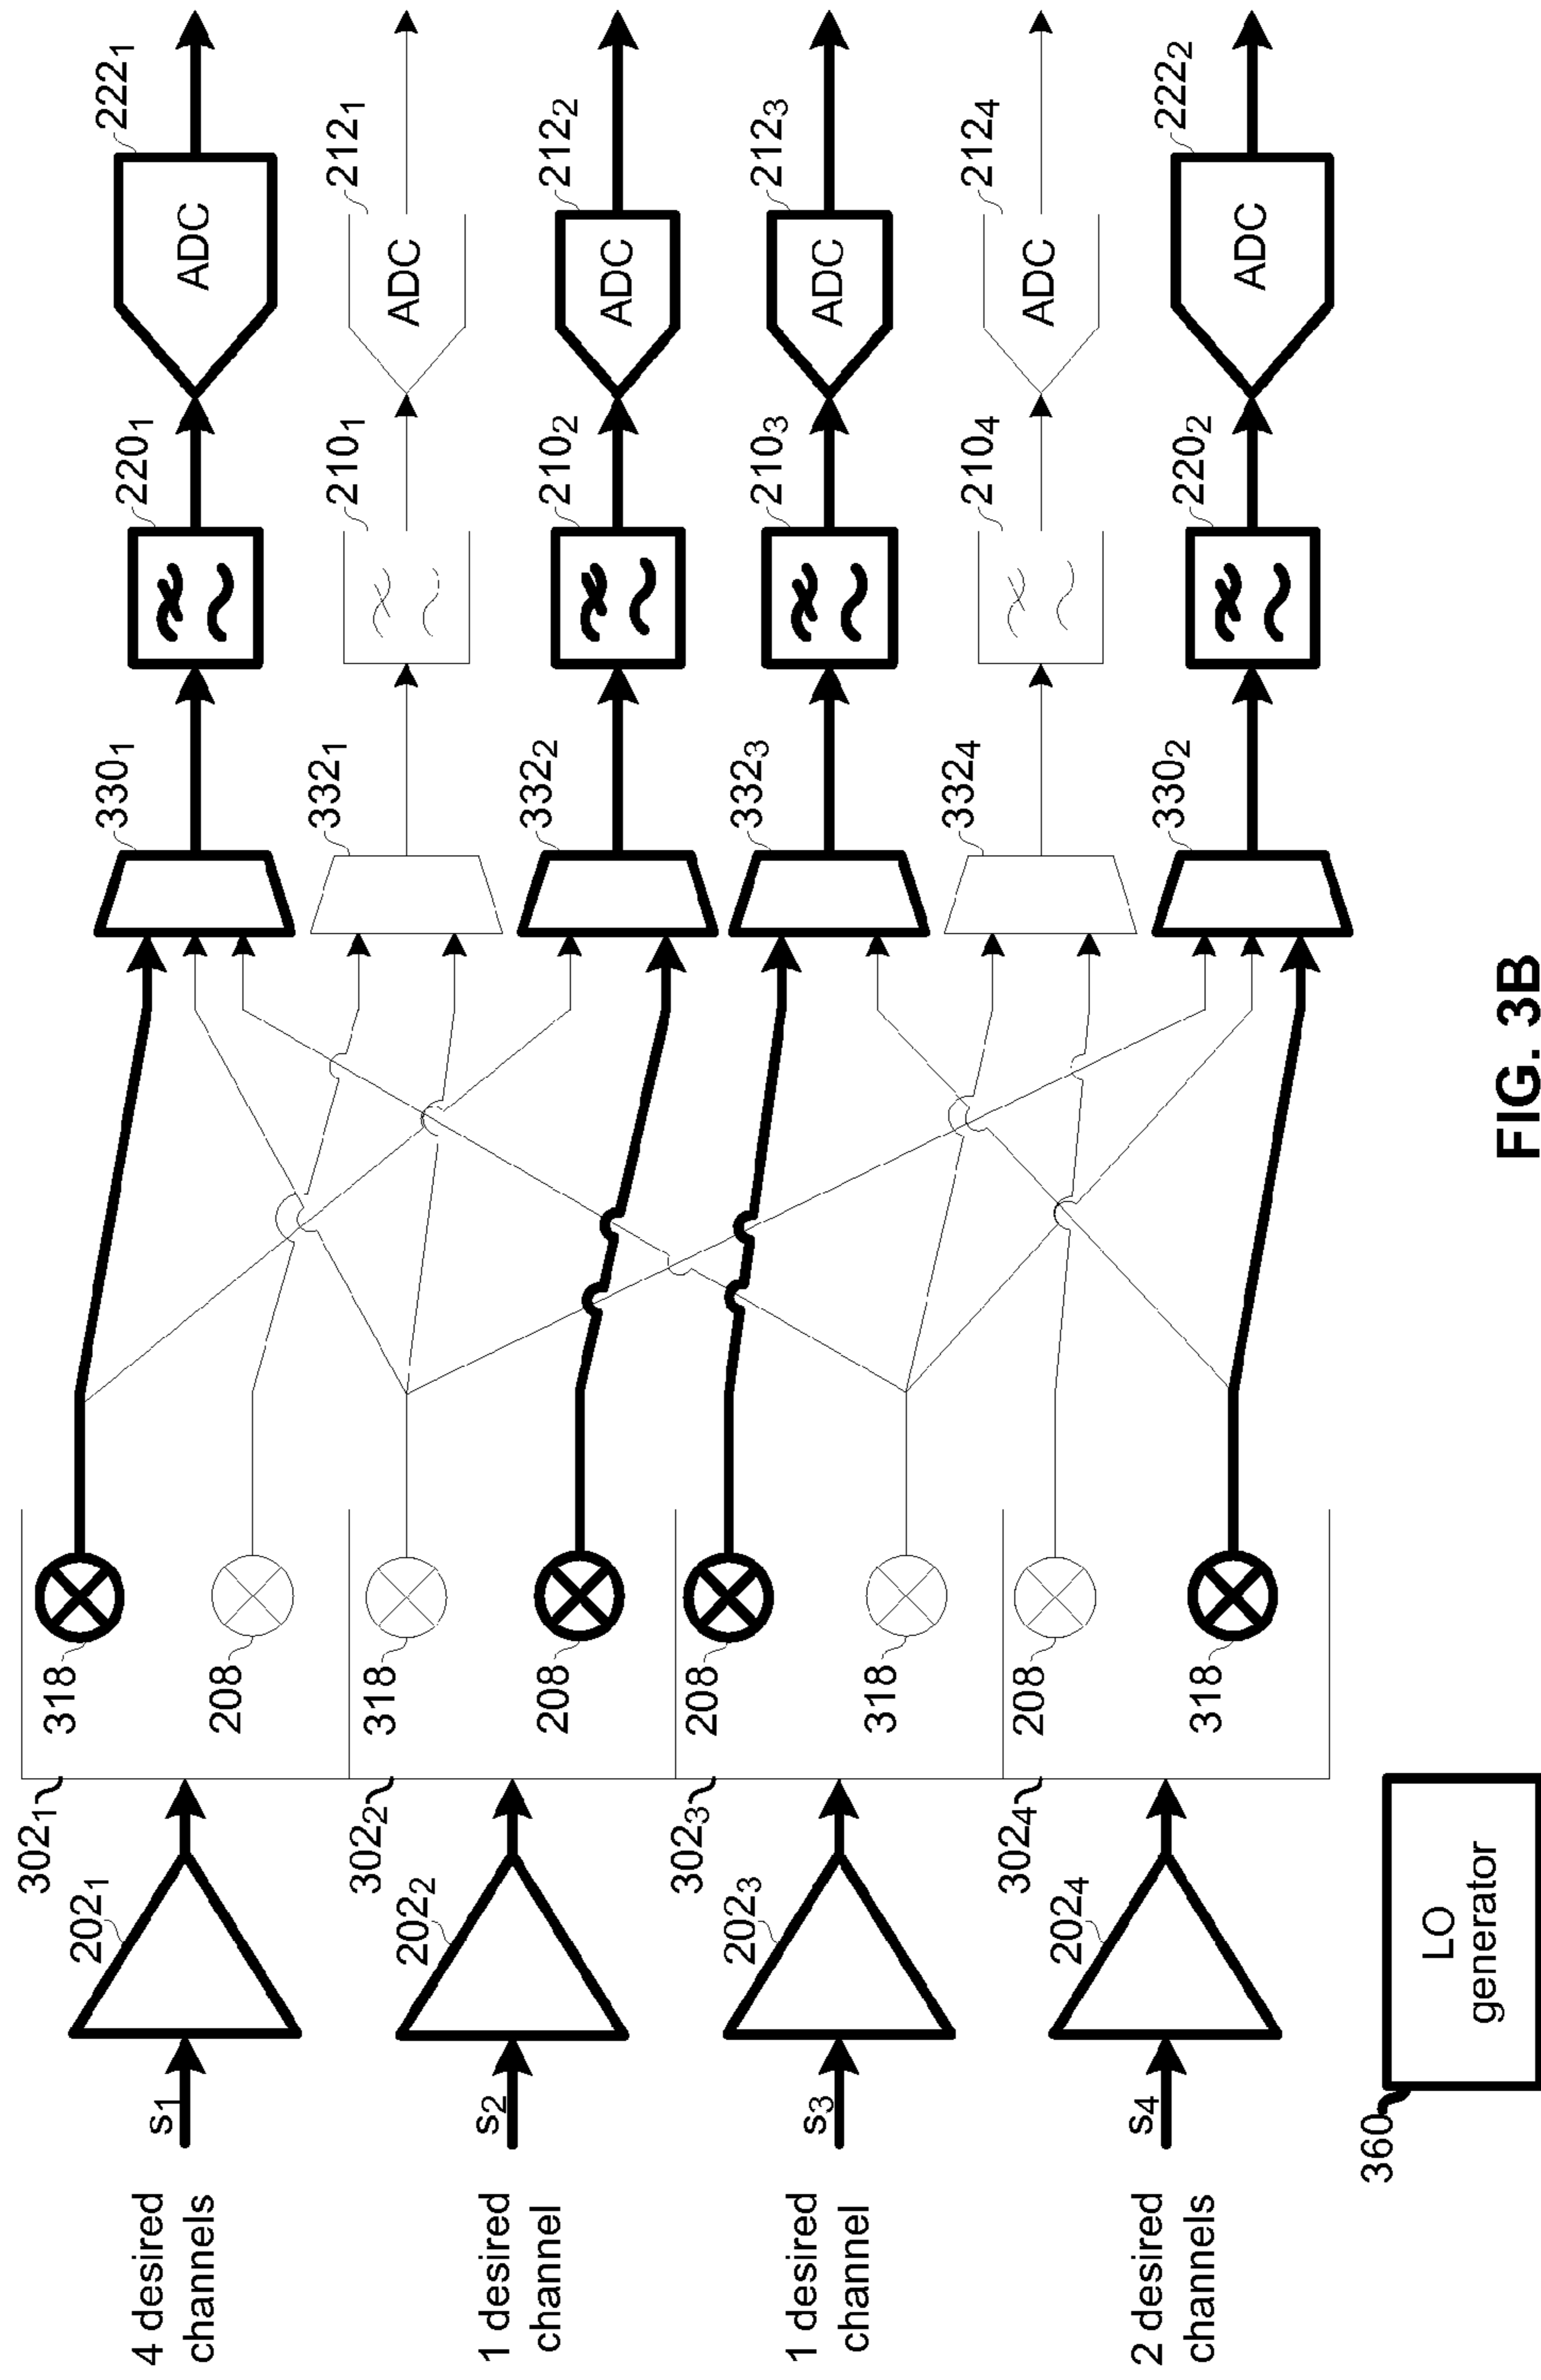 4 desired
channels
s1
2021
3021
318
208
3301
2201
2221
ADC
3321
2101
2121
ADC
1 desired
channel
s2
2022
3022
318
208
3322
2102
2122
ADC
1 desired
channel
s3
2023
3023
208
318
3323
2103
2123
ADC
2 desired
channels
s4
2024
3024
208
318
3324
2104
2124
ADC
3302
2202
2222
ADC
360
LO
generator
FIG. 3B